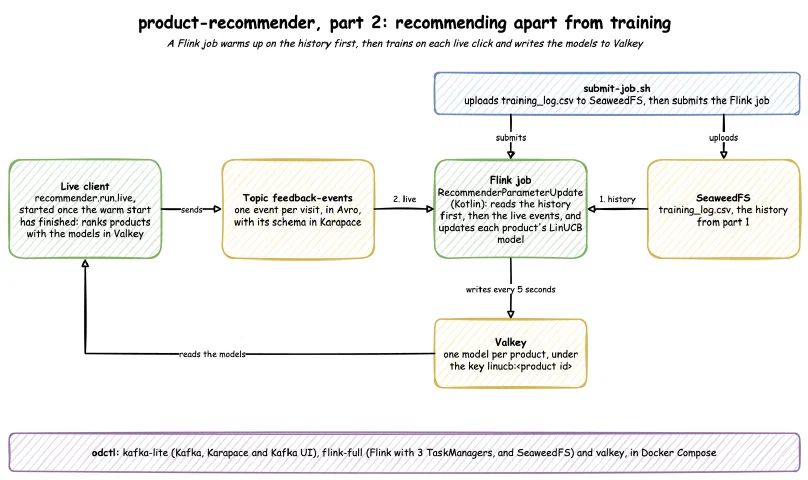 product-recommender, part 2: recommending apart from training
A Flink job warms up on the history first, then trains on each live click and writes the models to Valkey
submit-job.sh
uploads training_log.csv to SeaweedFS, then submits the Flink job
submits
uploads
Live client
recommender.run.live,
started once the warm start
has finished: ranks products
with the models in Valkey
sends
Topic feedback-events
one event per visit, in Avro,
with its schema in Karapace
2. live
Flink job
RecommenderParameterUpdate
(Kotlin): reads the history
first, then the live events, and
updates each product's LinUCB
model
1. history
SeaweedFS
training_log.csv, the history
from part 1
writes every 5 seconds
Valkey
one model per product, under
the key linucb:<product id>
reads the models
odctl: kafka-lite (Kafka, Karapace and Kafka UI), flink-full (Flink with 3 TaskManagers, and SeaweedFS) and valkey, in Docker Compose